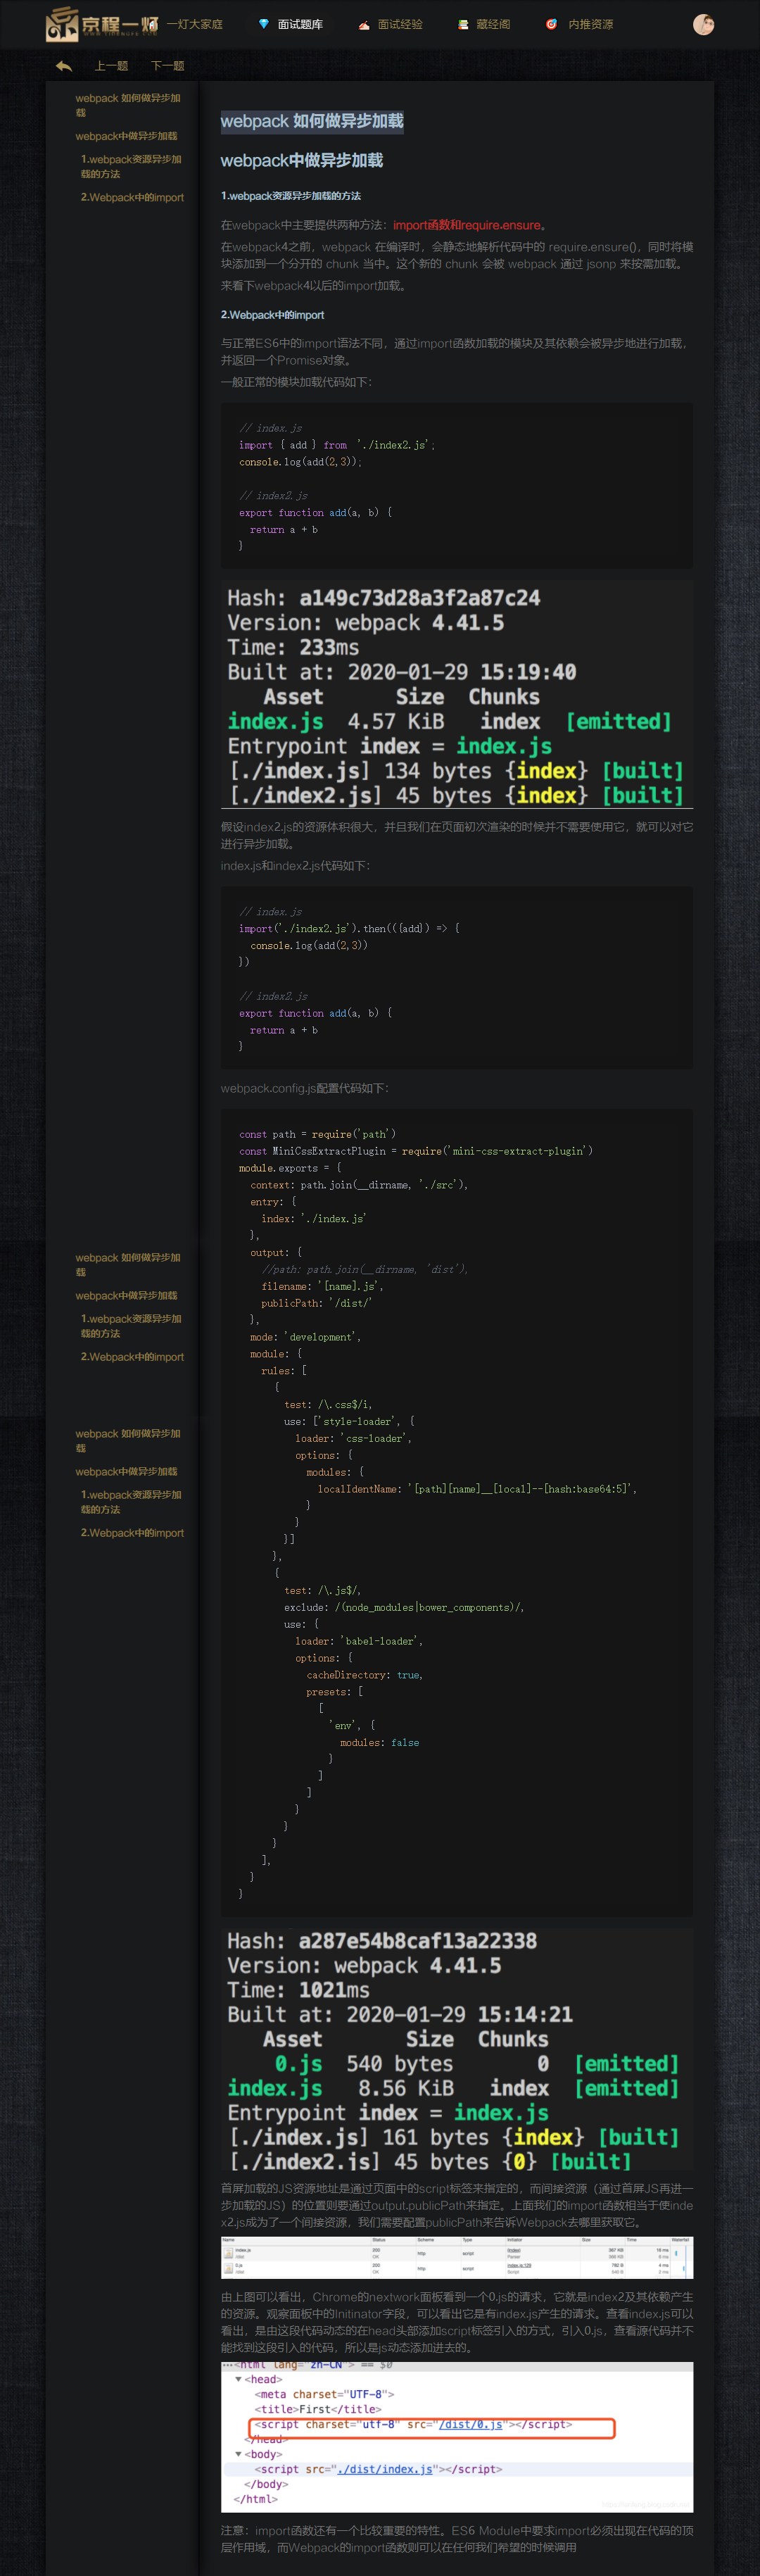 京程一灯
一灯大家庭
面试题库
面试经验
藏经阁
内推资源
上一题
下一题
webpack 如何做异步加
载
webpack中做异步加载
1.webpack资源异步加
载的方法
2.Webpack中的import
webpack 如何做异步加载
webpack中做异步加载
1.webpack资源异步加载的方法
在webpack中主要提供两种方法：import函数和require.ensure。
在webpack4之前，webpack 在编译时，会静态地解析代码中的 require.ensure()，同时将模
块添加到一个分开的 chunk 当中。这个新的 chunk 会被 webpack 通过 jsonp 来按需加载。
来看下webpack4以后的import加载。
2.Webpack中的import
与正常ES6中的import语法不同，通过import函数加载的模块及其依赖会被异步地进行加载，
并返回一个Promise对象。
一般正常的模块加载代码如下：
// index.js
import { add } from  './index2.js';
console.log(add(2,3));
// index2.js
export function add(a, b) {
return a + b
}
Hash: a149c73d28a3f2a87c24
Version: webpack 4.41.5
Time: 233ms
Built at: 2020-01-29 15:19:40
Asset Size Chunks
index.js 4.57 KiB index [emitted]
Entrypoint index = index.js
[./index.js] 134 bytes {index} [built]
[./index2.js] 45 bytes {index} [built]
假设index2.js的资源体积很大，并且我们在页面初次渲染的时候并不需要使用它，就可以对它
进行异步加载。
index.js和index2.js代码如下：
// index.js
import('./index2.js').then(({add}) => {
console.log(add(2,3))
})
// index2.js
export function add(a, b) {
return a + b
}
webpack.config.js配置代码如下：
const path = require('path')
const MiniCssExtractPlugin = require('mini-css-extract-plugin')
module.exports = {
context: path.join(__dirname, './src'),
entry: {
index: './index.js'
},
output: {
//path: path.join(__dirname, 'dist'),
filename: '[name].js',
publicPath: '/dist/'
},
mode: 'development',
module: {
rules: [
{
test: /\.css$/i,
use: ['style-loader', {
loader: 'css-loader',
options: {
modules: {
localIdentName: '[path][name]__[local]--[hash:base64:5]',
}
}
}]
},
{
test: /\.js$/,
exclude: /(node_modules|bower_components)/,
use: {
loader: 'babel-loader',
options: {
cacheDirectory: true,
presets: [
[
'env', {
modules: false
}
]
]
}
}
}
],
}
}
webpack 如何做异步加
载
webpack中做异步加载
1.webpack资源异步加
载的方法
2.Webpack中的import
webpack 如何做异步加
载
webpack中做异步加载
1.webpack资源异步加
载的方法
2.Webpack中的import
Hash: a287e54b8caf13a22338
Version: webpack 4.41.5
Time: 1021ms
Built at: 2020-01-29 15:14:21
Asset Size Chunks
0.js 540 bytes 0 [emitted]
index.js 8.56 KiB index [emitted]
Entrypoint index = index.js
[./index.js] 161 bytes {index} [built]
[./index2.js] 45 bytes {0} [built]
首屏加载的JS资源地址是通过页面中的script标签来指定的，而间接资源（通过首屏JS再进一
步加载的JS）的位置则要通过output.publicPath来指定。上面我们的import函数相当于使inde
x2.js成为了一个间接资源，我们需要配置publicPath来告诉Webpack去哪里获取它。
Name Status Scheme Type Initiator Size Time Waterfall
index.js 200 http script (index)
OK Parser
0.js 200 http script index.js:129
OK Script
由上图可以看出，Chrome的nextwork面板看到一个0.js的请求，它就是index2及其依赖产生
的资源。观察面板中的Initinator字段，可以看出它是有index.js产生的请求。查看index.js可以
看出，是由这段代码动态的在head头部添加script标签引入的方式，引入0.js，查看源代码并不
能找到这段引入的代码，所以是js动态添加进去的。
<html lang="zh-CN"> == $0
<head>
<meta charset="UTF-8">
<title>First</title>
<script charset="utf-8" src="/dist/0.js"></script>
</head>
<body>
<script src="./dist/index.js"></script>
</body>
</html>
注意：import函数还有一个比较重要的特性。ES6 Module中要求import必须出现在代码的顶
层作用域，而Webpack的import函数则可以在任何我们希望的时候调用